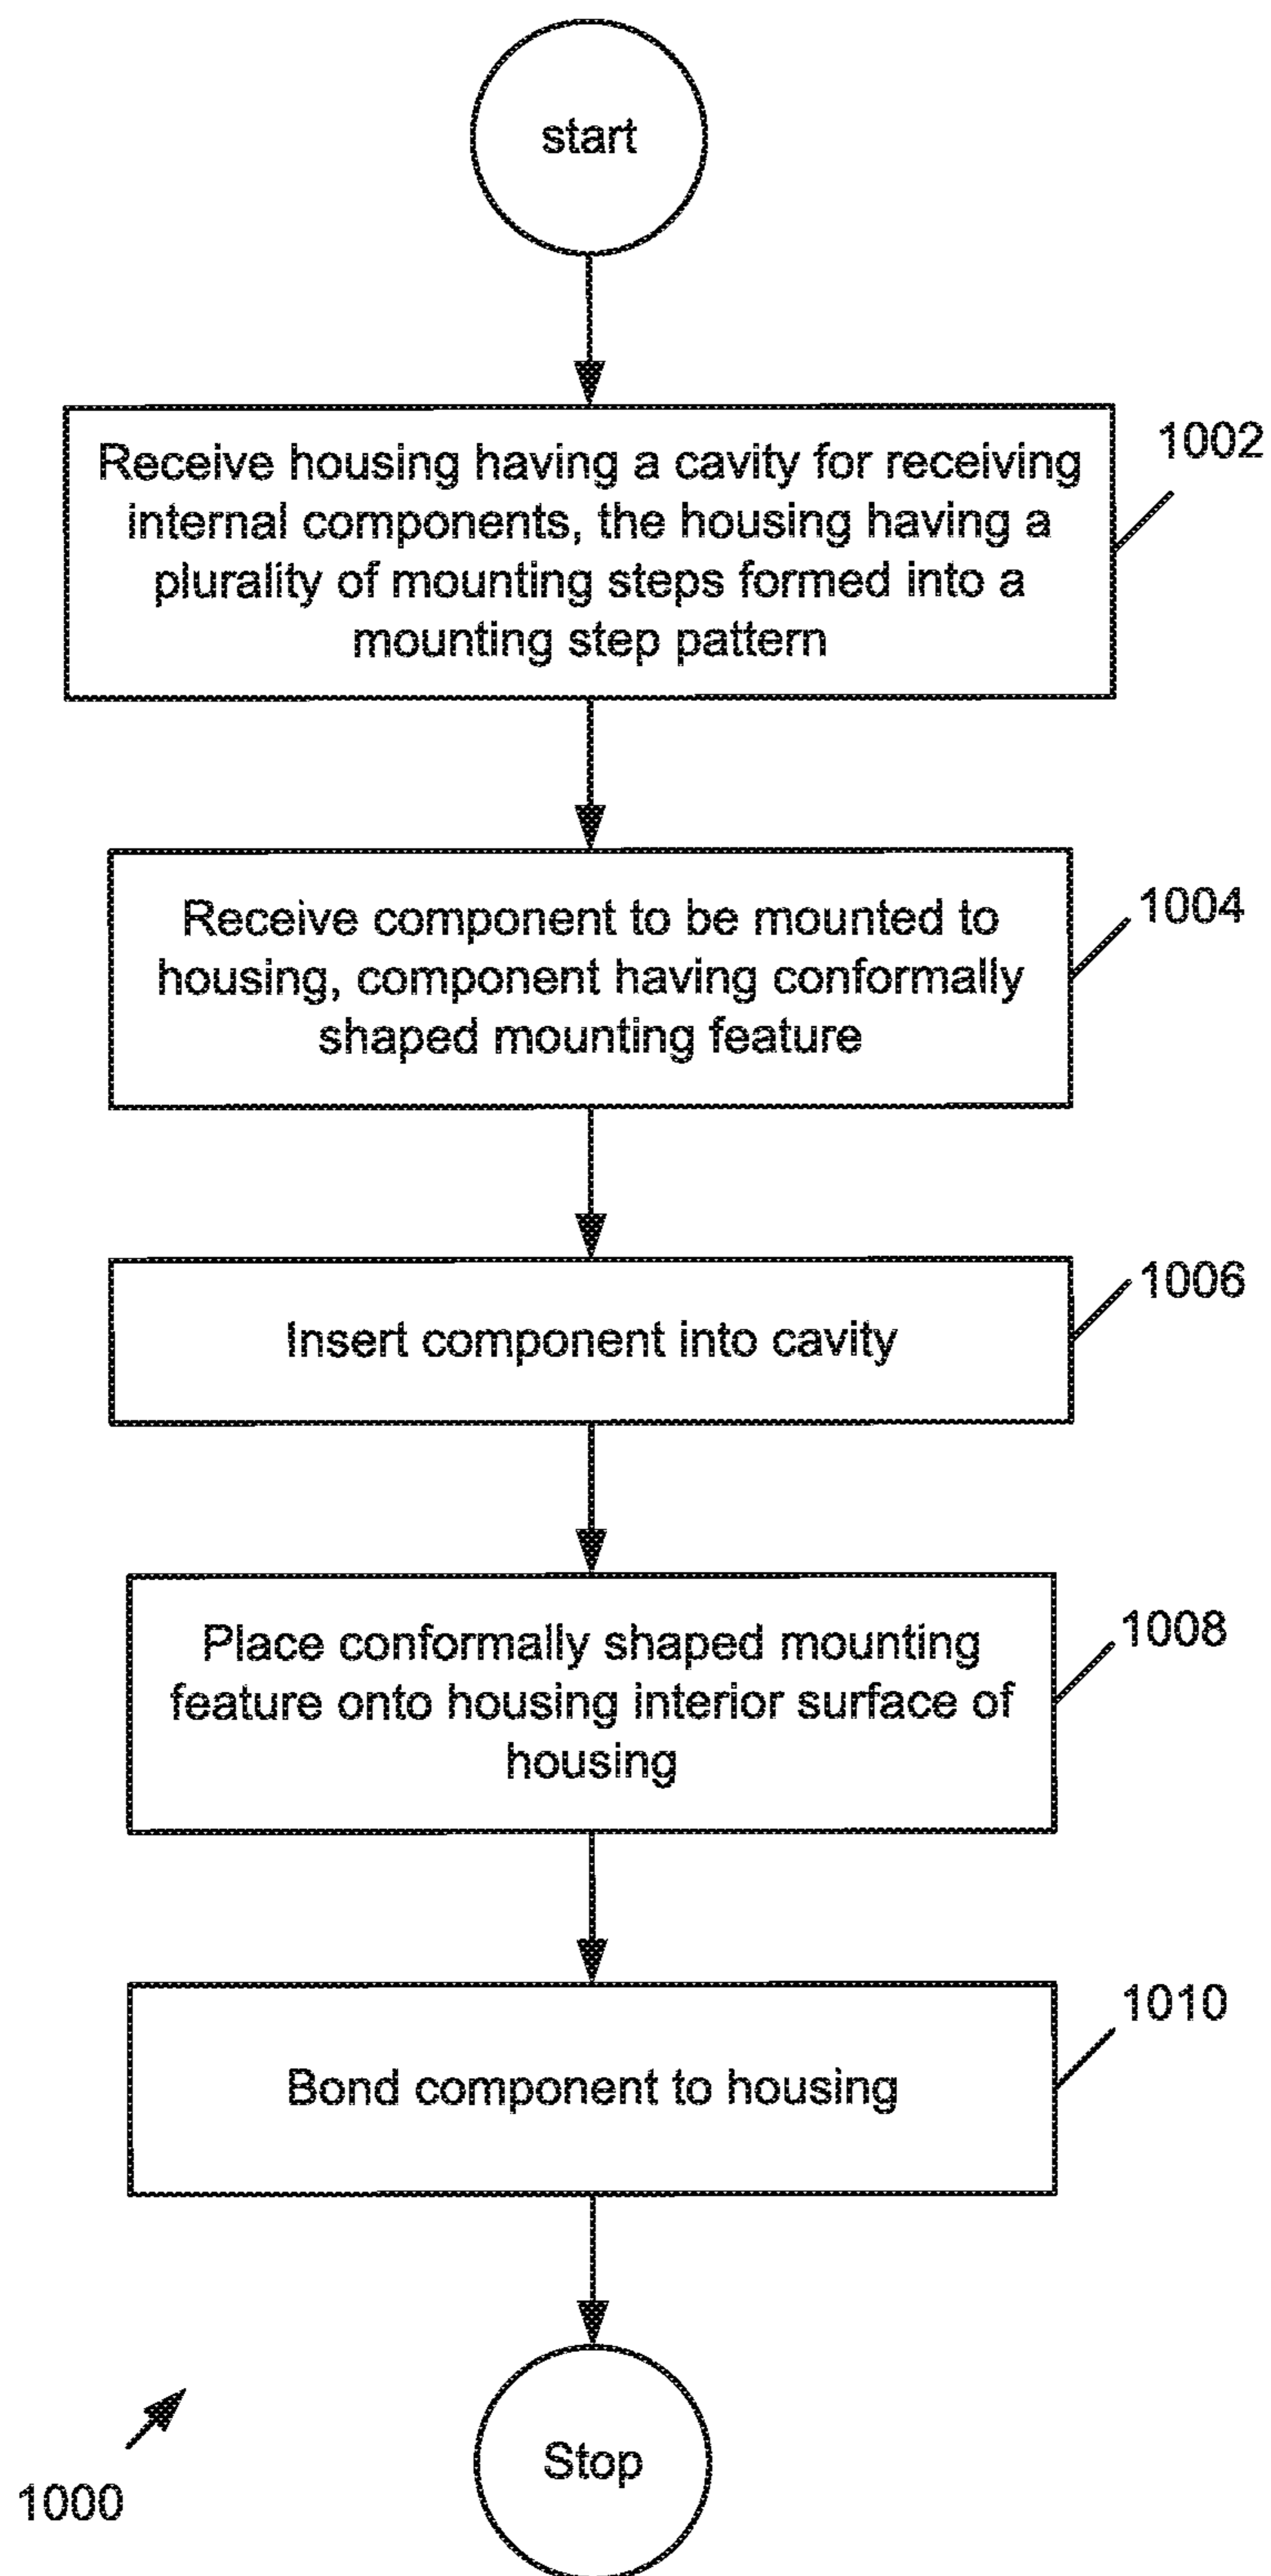 start
Receive housing having a cavity for receiving
internal components, the housing having a
plurality of mounting steps formed into a
mounting step pattern
1002
Receive component to be mounted to
housing, component having conformally
shaped mounting feature
1004
Insert component into cavity
1006
Place conformally shaped mounting
feature onto housing interior surface of
housing
1008
Bond component to housing
1010
Stop
1000